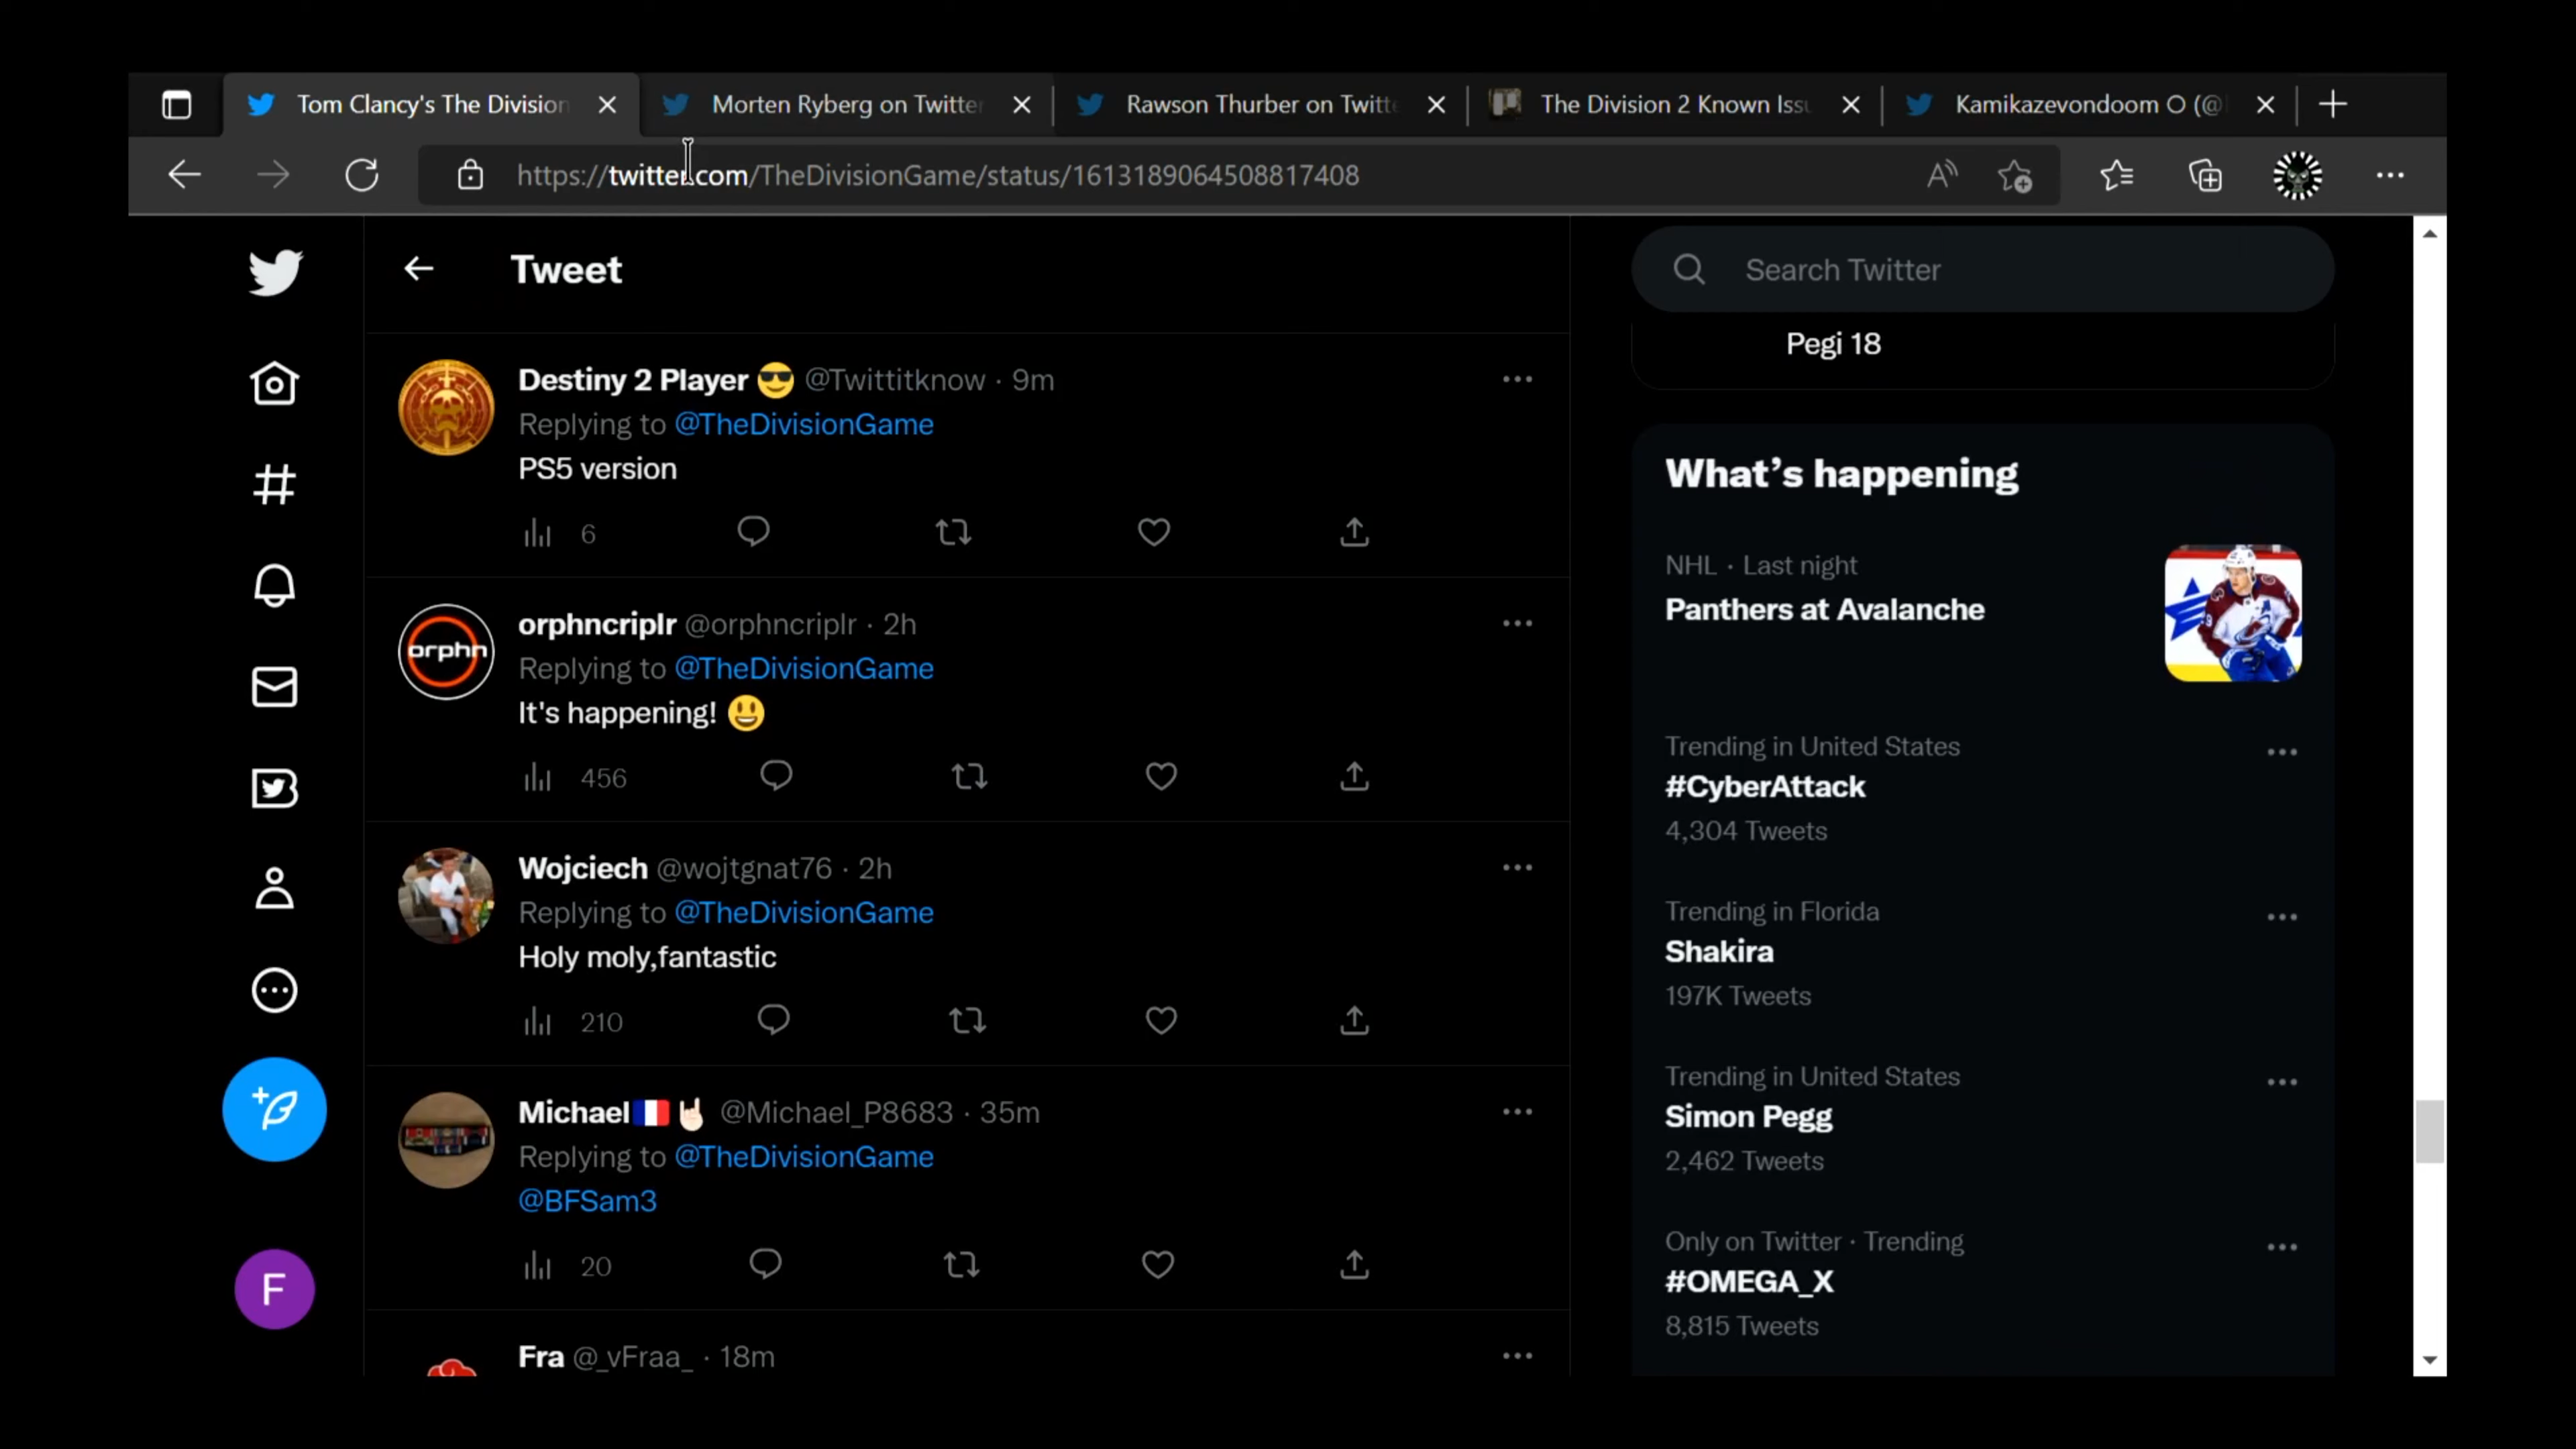 Tom Clancy's The Division
Morten Ryberg on Twitter
Rawson Thurber on Twitte
The Division 2 Known Issu
Kamikazevondoom O (@
https://twitter.com/TheDivisionGame/status/1613189064508817408
Tweet
Destiny 2 Player 😎 @Twittitknow · 9m
Replying to @TheDivisionGame
PS5 version
6
orphn
orphncriplr @orphncriplr · 2h
Replying to @TheDivisionGame
It's happening! 😃
456
Wojciech @wojtgnat76 · 2h
Replying to @TheDivisionGame
Holy moly,fantastic
210
Michael🇫🇷🤘🏻 @Michael_P8683 · 35m
Replying to @TheDivisionGame
@BFSam3
20
Fra @_vFraa_ · 18m
F
Search Twitter
Pegi 18
What's happening
NHL · Last night
Panthers at Avalanche
Trending in United States
#CyberAttack
4,304 Tweets
Trending in Florida
Shakira
197K Tweets
Trending in United States
Simon Pegg
2,462 Tweets
Only on Twitter · Trending
#OMEGA_X
8,815 Tweets